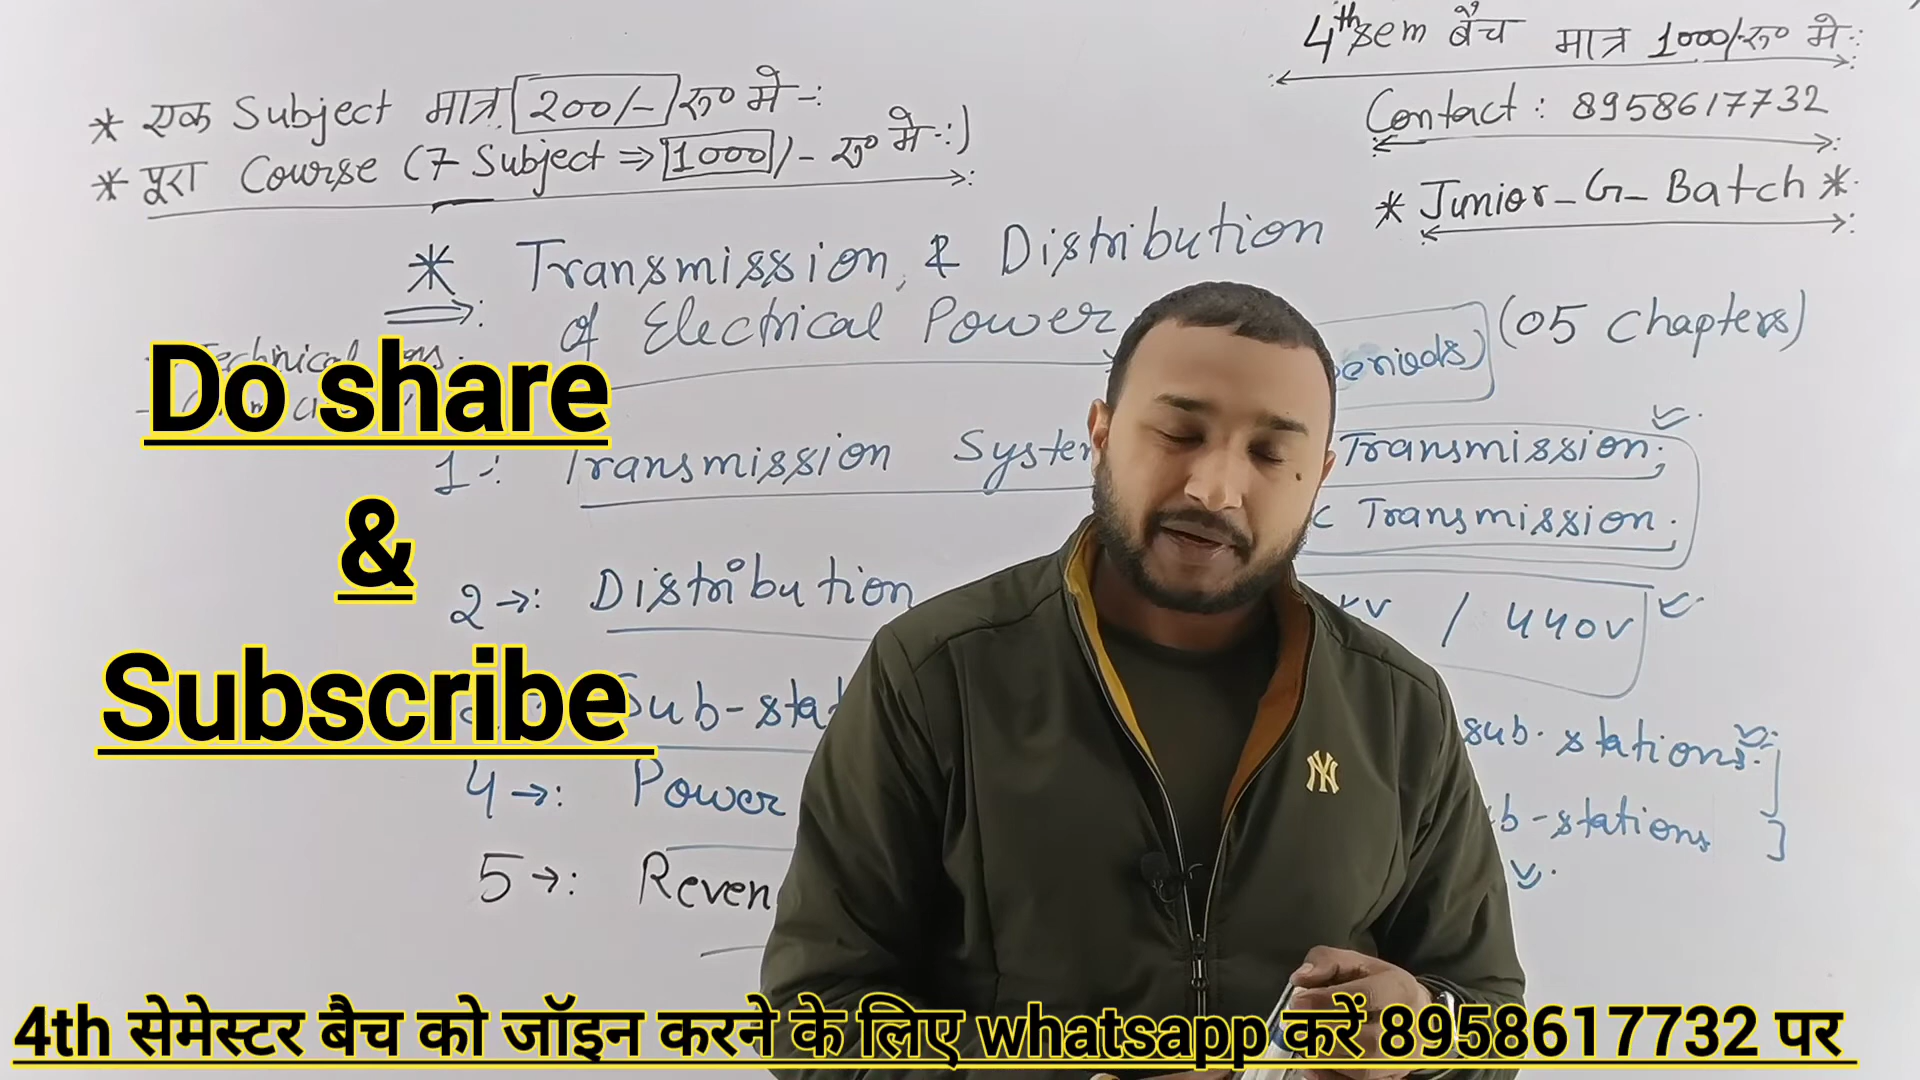 4th sem बैच मात्र 1000/-रु० मे -:
Contact : 8958617732
* Junior_G_Batch *
* एक Subject मात्र 200/- रु० मे -:
* पूरा Course (7 Subject ⇒ 1000/- रु० मे -:)
* Transmission & Distribution
of Electrical Power (05 chapters)
Do share
&
Subscribe
1 -: Transmission Transmission
Transmission
2 →: Distribution / 440V
sub-stations
4 →: Power
5 →:
NY
4th सेमेस्टर बैच को जॉइन करने के लिए whatsapp करें 8958617732 पर